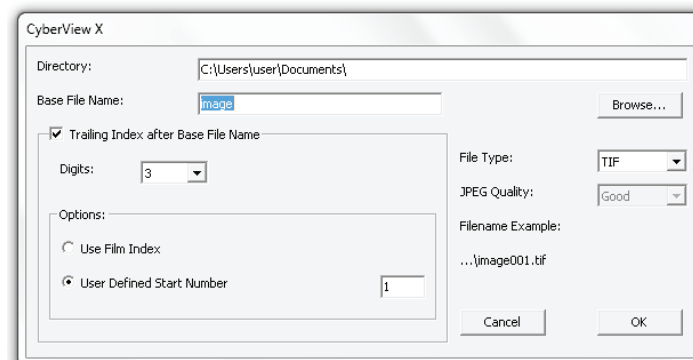 CyberView X
Directory:
C:\Users\user\Documents\
Base File Name:
image
Browse...
Trailing Index after Base File Name
Digits:
3
File Type:
TIF
JPEG Quality:
Good
Options:
Filename Example:
Use Film Index
...\image001.tif
User Defined Start Number
1
Cancel
OK